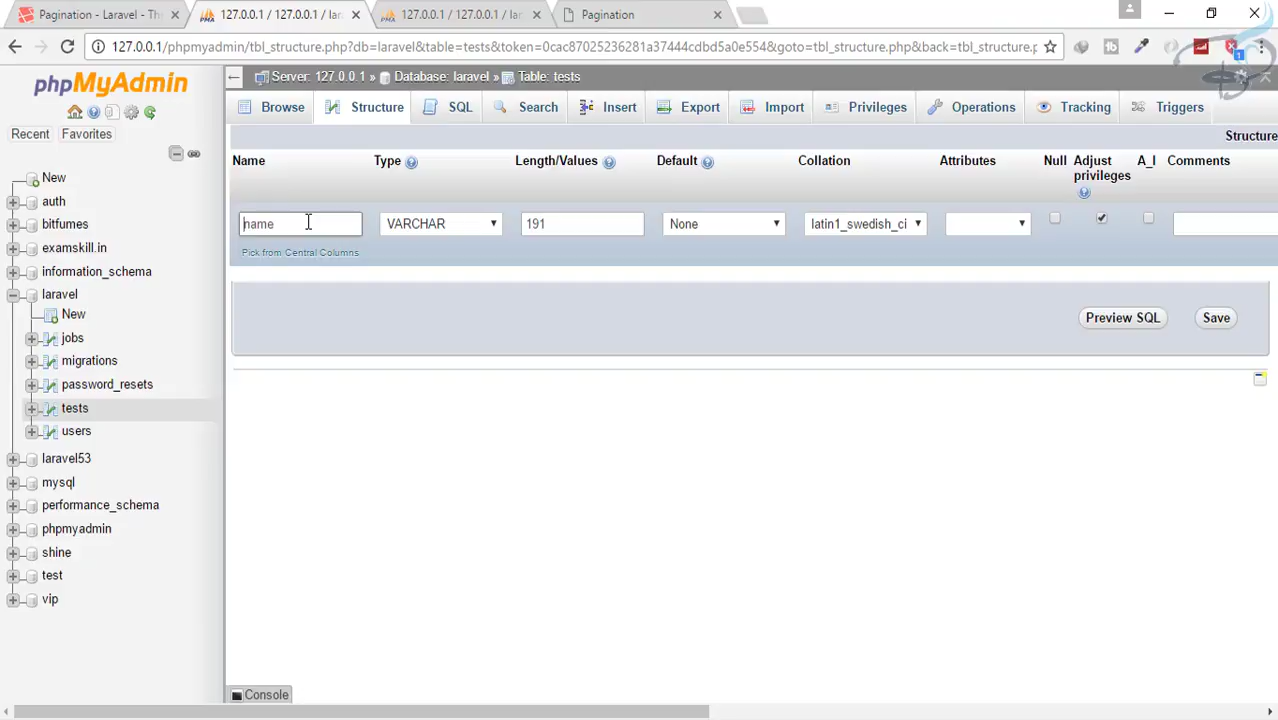 Pagination - Laravel - Th
127.0.0.1 / 127.0.0.1 / lar
127.0.0.1 / 127.0.0.1 / lar
Pagination
127.0.0.1/phpmyadmin/tbl_structure.php?db=laravel&table=tests&token=03ac87025236281a37444cdbd5a9e554&goto=tbl_structure.php&back=tbl_structure.p
1
phpMyAdmin
Recent
Favorites
New
auth
bitfumes
examskill.in
information_schema
laravel
New
jobs
migrations
password_resets
tests
users
laravel53
mysql
performance_schema
phpmyadmin
shine
test
vip
Server: 127.0.0.1 » Database: laravel » Table: tests
Browse Structure SQL Search Insert Export Import Privileges Operations Tracking Triggers
Structure
Name Type Length/Values Default Collation Attributes Null Adjust privileges A_I Comments
name VARCHAR 191 None latin1_swedish_ci
Pick from Central Columns
Preview SQL Save
Console